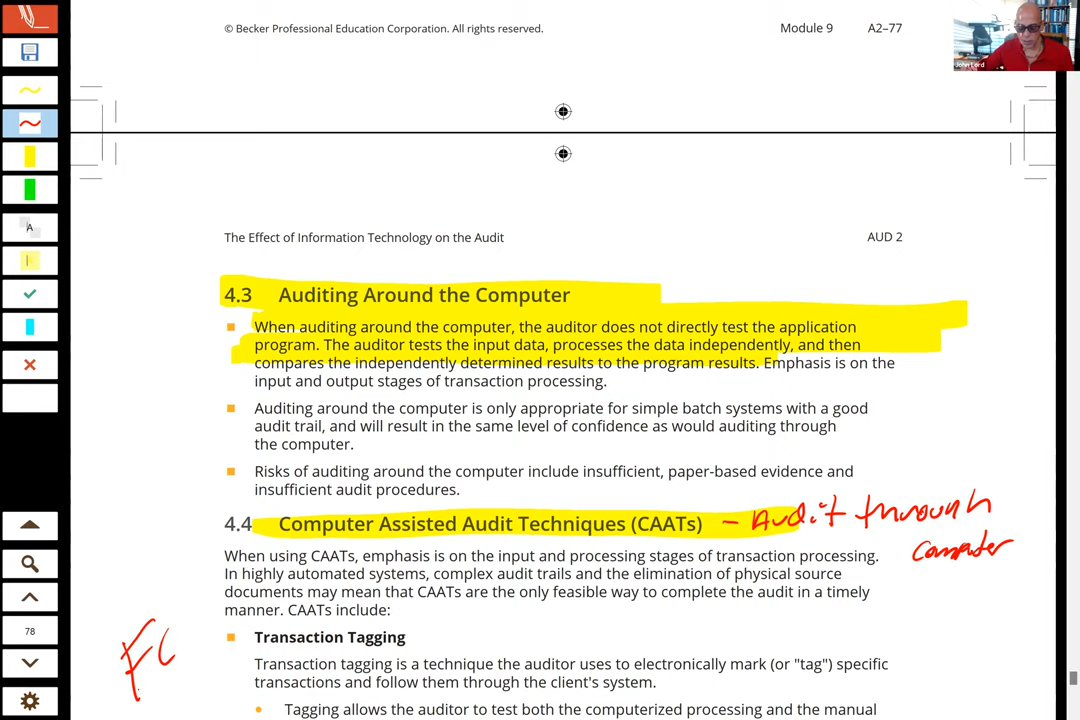 © Becker Professional Education Corporation. All rights reserved.
Module 9 A2–77
John Lord
The Effect of Information Technology on the Audit
AUD 2
4.3 Auditing Around the Computer
When auditing around the computer, the auditor does not directly test the application
program. The auditor tests the input data, processes the data independently, and then
compares the independently determined results to the program results. Emphasis is on the
input and output stages of transaction processing.
Auditing around the computer is only appropriate for simple batch systems with a good
audit trail, and will result in the same level of confidence as would auditing through
the computer.
Risks of auditing around the computer include insufficient, paper-based evidence and
insufficient audit procedures.
4.4 Computer Assisted Audit Techniques (CAATs) – Audit through
Computer
When using CAATs, emphasis is on the input and processing stages of transaction processing.
In highly automated systems, complex audit trails and the elimination of physical source
documents may mean that CAATs are the only feasible way to complete the audit in a timely
manner. CAATs include:
78
Transaction Tagging
Transaction tagging is a technique the auditor uses to electronically mark (or "tag") specific
transactions and follow them through the client's system.
Tagging allows the auditor to test both the computerized processing and the manual